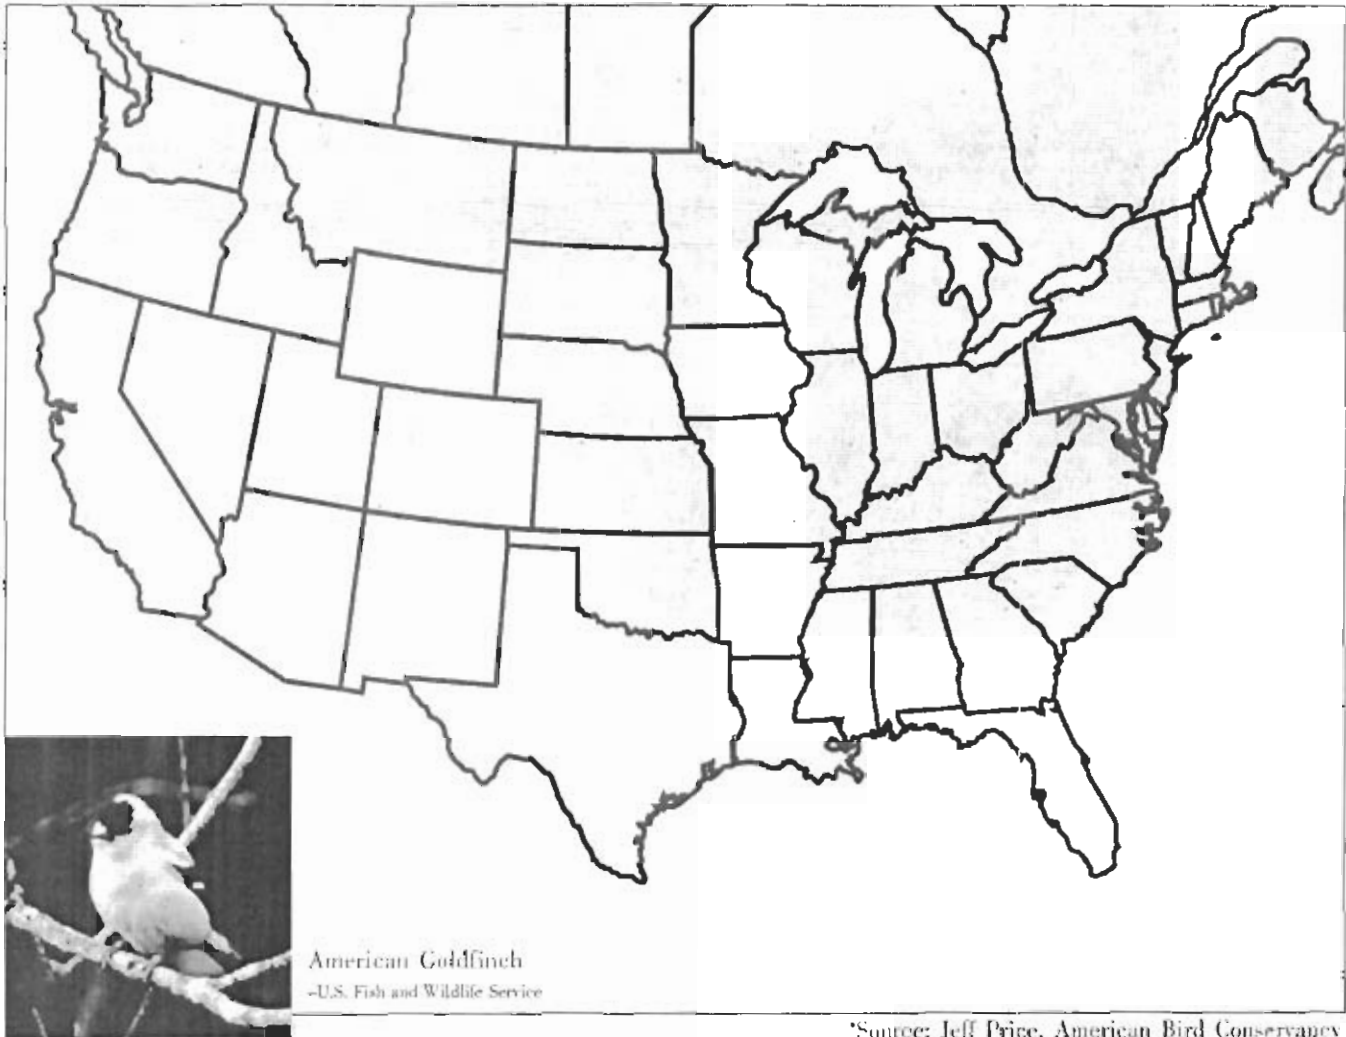 American Goldfinch
-U.S. Fish and Wildlife Service
*Source: Jeff Price, American Bird Conservancy